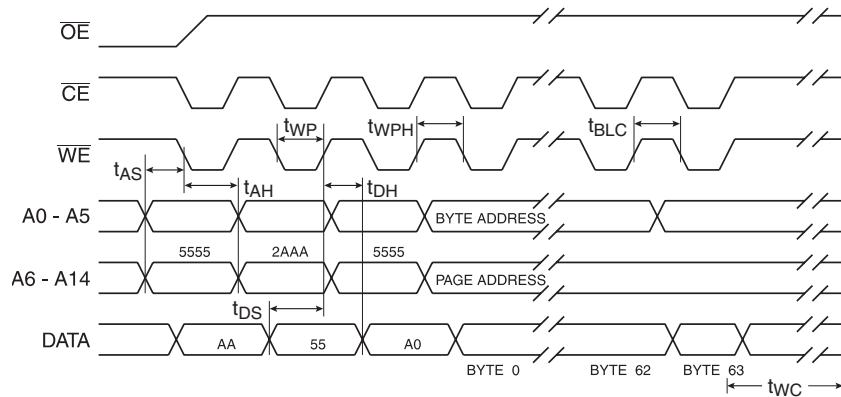 OE
CE
tWP tWPH tBLC
WE
tAS tAH tDH
A0 - A5 BYTE ADDRESS
5555 2AAA 5555
A6 - A14 PAGE ADDRESS
tDS
DATA AA 55 A0
BYTE 0 BYTE 62 BYTE 63
tWC